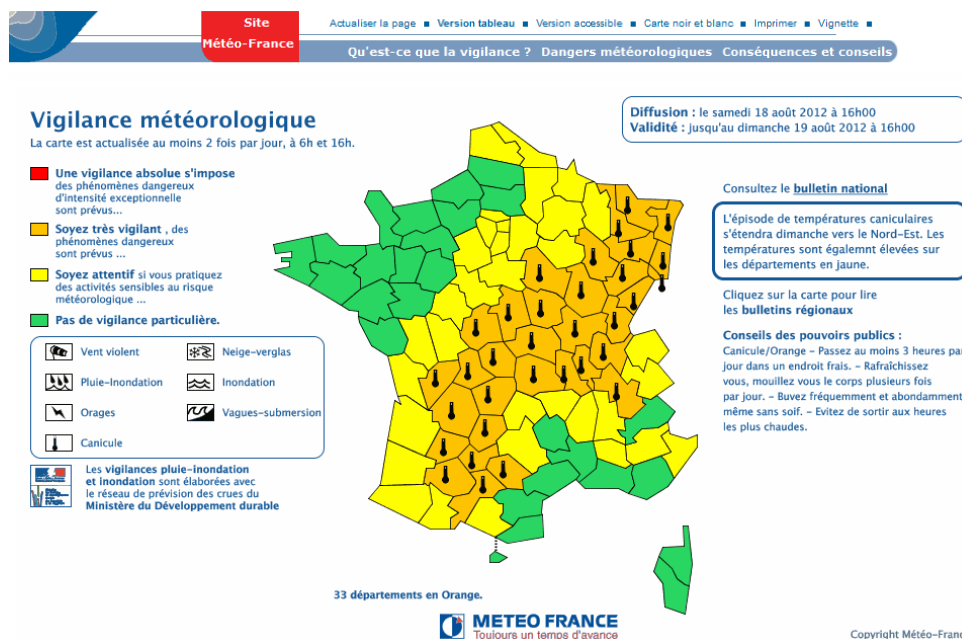 Site
Météo-France
Actualiser la page Version tableau Version accessible Carte noir et blanc Imprimer Vignette
Qu'est-ce que la vigilance ? Dangers météorologiques Conséquences et conseils
Vigilance météorologique
La carte est actualisée au moins 2 fois par jour, à 6h et 16h.
Diffusion : le samedi 18 août 2012 à 16h00
Validité : jusqu'au dimanche 19 août 2012 à 16h00
Une vigilance absolue s'impose
des phénomènes dangereux
d'intensité exceptionnelle
sont prévus...
Soyez très vigilant , des
phénomènes dangereux
sont prévus ...
Soyez attentif si vous pratiquez
des activités sensibles au risque
météorologique ...
Pas de vigilance particulière.
Vent violent
Neige-verglas
Pluie-Inondation
Inondation
Orages
Vagues-submersion
Canicule
Les vigilances pluie-inondation
et inondation sont élaborées avec
le réseau de prévision des crues du
Ministère du Développement durable
Consultez le bulletin national
L'épisode de températures caniculaires
s'étendra dimanche vers le Nord-Est. Les
températures sont égalemnt élevées sur
les départements en jaune.
Cliquez sur la carte pour lire
les bulletins régionaux
Conseils des pouvoirs publics :
Canicule/Orange – Passez au moins 3 heures par
jour dans un endroit frais. – Rafraîchissez
vous, mouillez vous le corps plusieurs fois
par jour. – Buvez fréquemment et abondamment
même sans soif. – Evitez de sortir aux heures
les plus chaudes.
33 départements en Orange.
METEO FRANCE
Toujours un temps d'avance
Copyright Météo-Franc